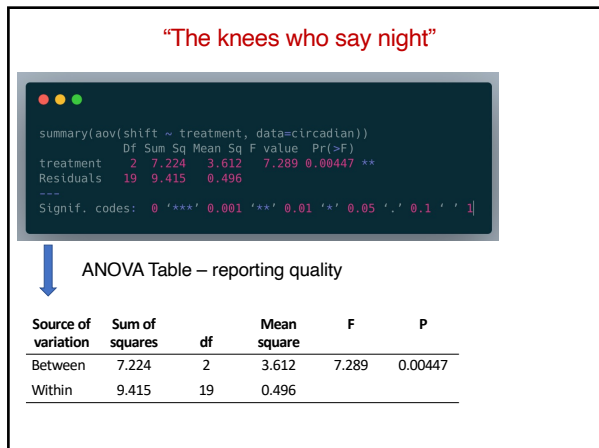 “The knees who say night”
summary(aov(shift ~ treatment, data=circadian))
Df Sum Sq Mean Sq F value Pr(>F)
treatment 2 7.224 3.612 7.289 0.00447 **
Residuals 19 9.415 0.496
---
Signif. codes: 0 ‘***’ 0.001 ‘**’ 0.01 ‘*’ 0.05 ‘.’ 0.1 ‘ ’ 1
ANOVA Table – reporting quality
Source of variation Sum of squares df Mean square F P
Between 7.224 2 3.612 7.289 0.00447
Within 9.415 19 0.496